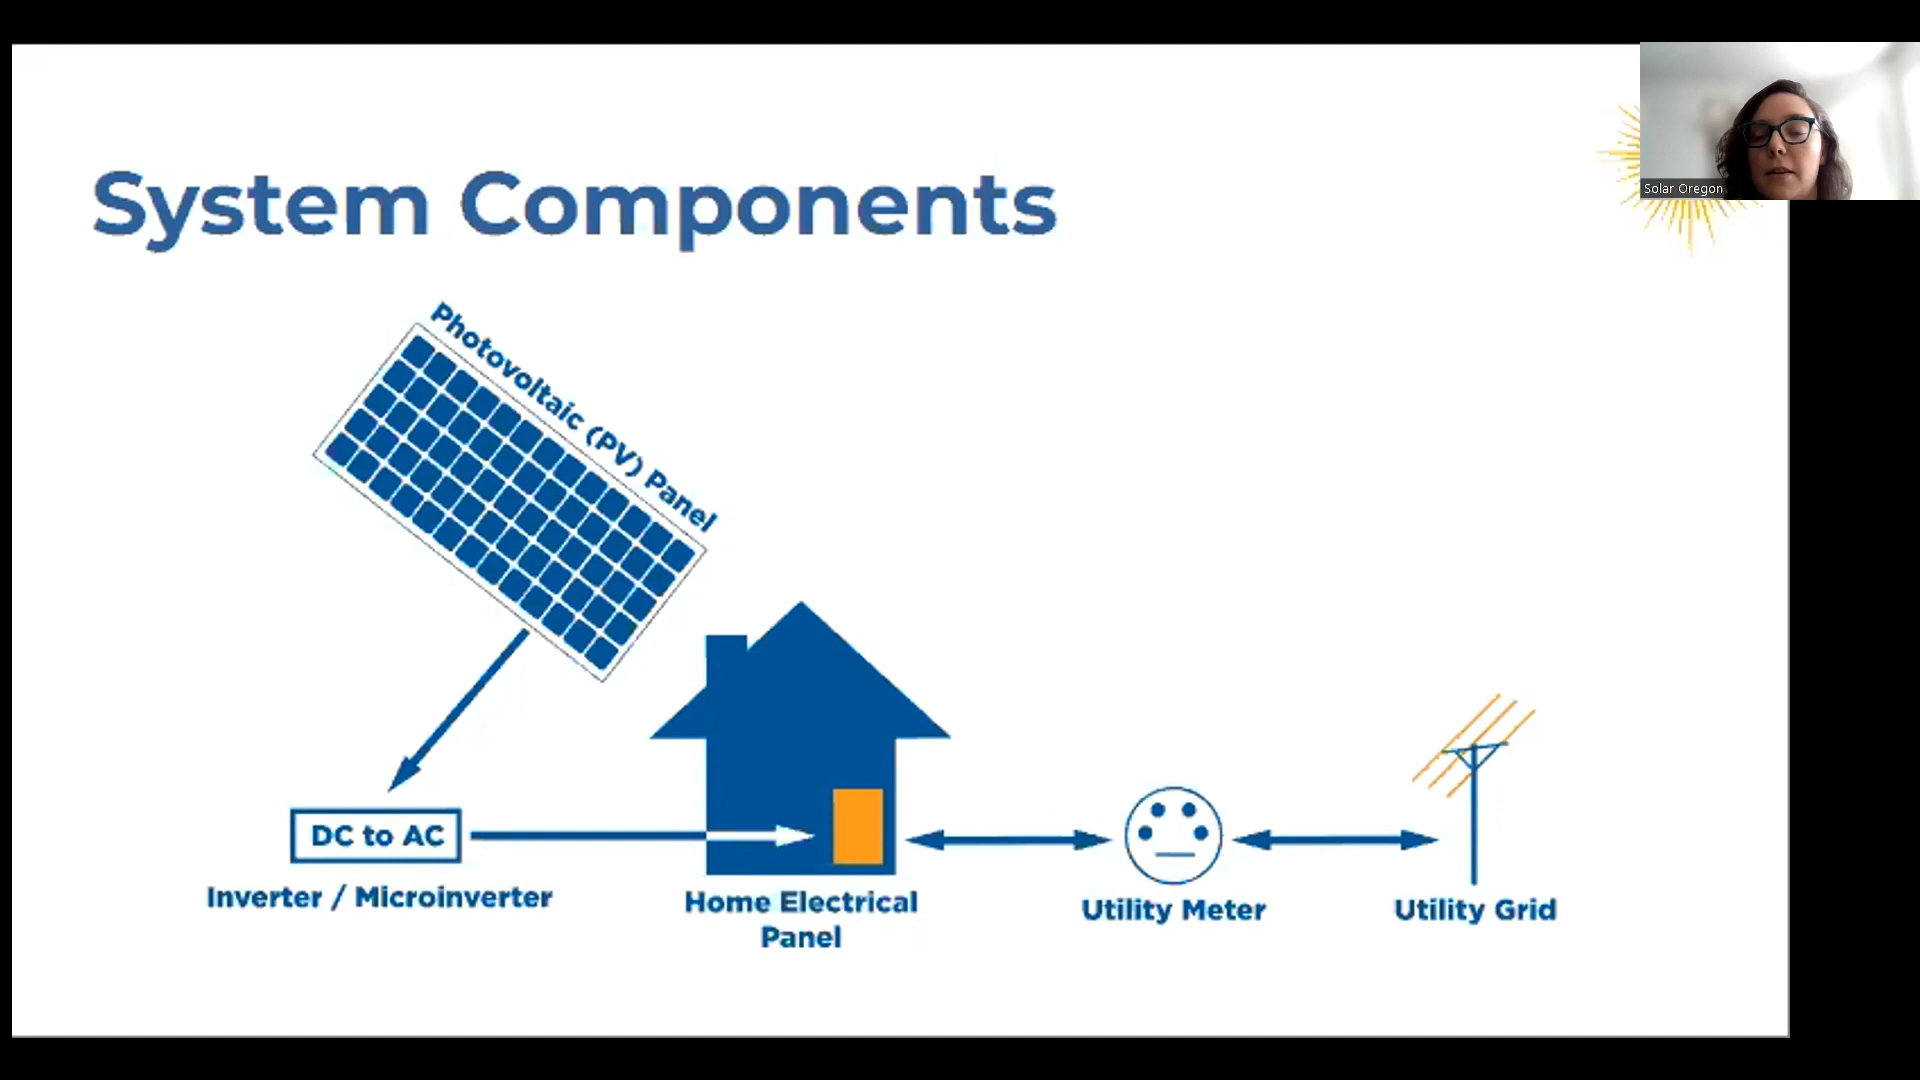 Solar Oregon
System Components
Photovoltaic (PV) Panel
DC to AC
Inverter / Microinverter
Home Electrical
Panel
Utility Meter
Utility Grid